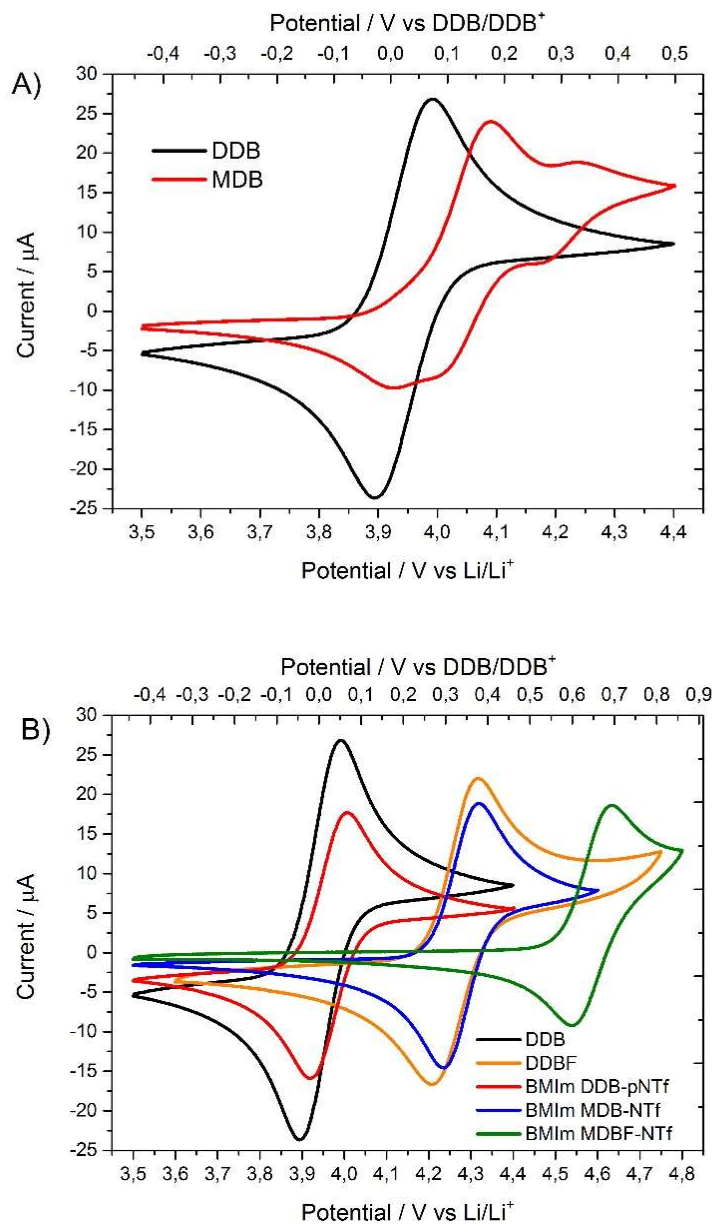 Potential / V vs DDB/DDB+
-0,4 -0,3 -0,2 -0,1 0,0 0,1 0,2 0,3 0,4 0,5
A)
30
25
20
15
10
5
0
-5
-10
-15
-20
-25
Current / µA
DDB
MDB
3,5 3,6 3,7 3,8 3,9 4,0 4,1 4,2 4,3 4,4
Potential / V vs Li/Li+
Potential / V vs DDB/DDB+
-0,4 -0,3 -0,2 -0,1 0,0 0,1 0,2 0,3 0,4 0,5 0,6 0,7 0,8 0,9
B)
30
25
20
15
10
5
0
-5
-10
-15
-20
-25
Current / µA
DDB
DDBF
BMIm DDB-pNTf
BMIm MDB-NTf
BMIm MDBF-NTf
3,5 3,6 3,7 3,8 3,9 4,0 4,1 4,2 4,3 4,4 4,5 4,6 4,7 4,8
Potential / V vs Li/Li+